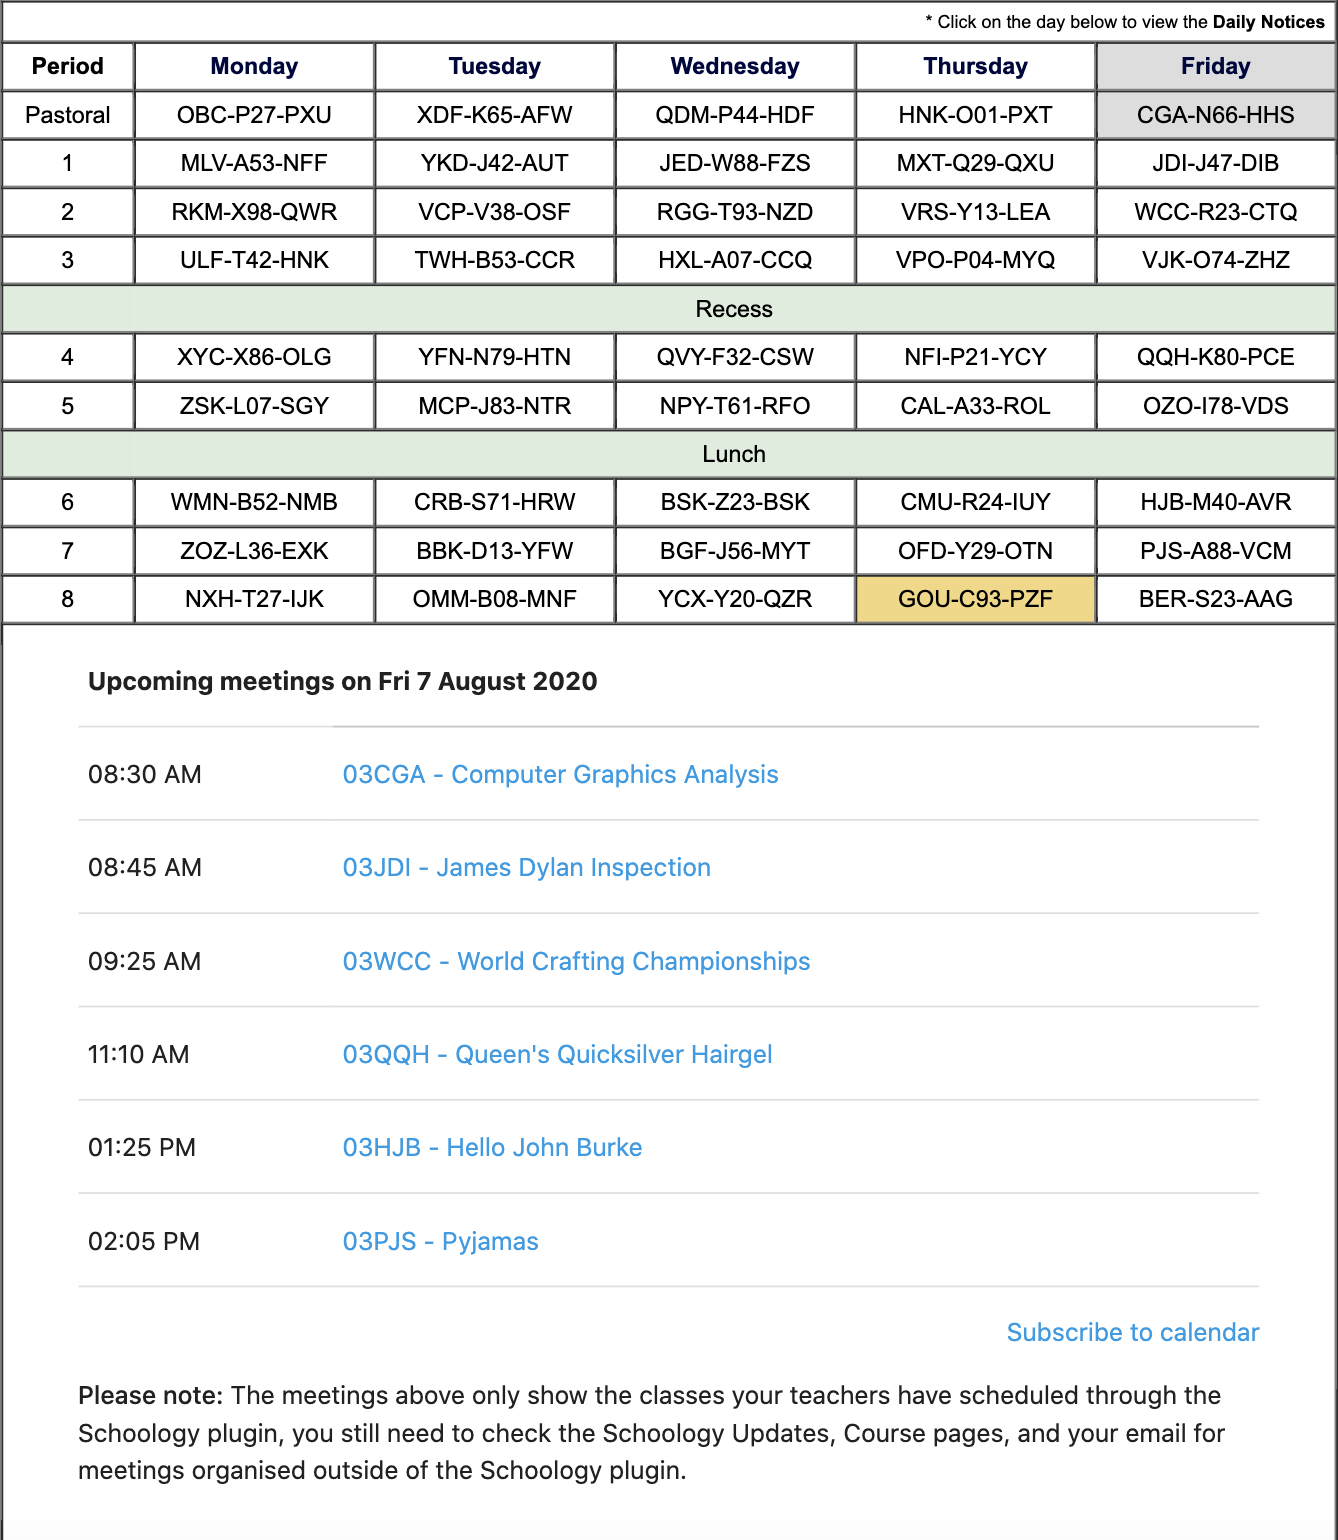 * Click on the day below to view the Daily Notices
Period Monday Tuesday Wednesday Thursday Friday
Pastoral OBC-P27-PXU XDF-K65-AFW QDM-P44-HDF HNK-O01-PXT CGA-N66-HHS
1 MLV-A53-NFF YKD-J42-AUT JED-W88-FZS MXT-Q29-QXU JDI-J47-DIB
2 RKM-X98-QWR VCP-V38-OSF RGG-T93-NZD VRS-Y13-LEA WCC-R23-CTQ
3 ULF-T42-HNK TWH-B53-CCR HXL-A07-CCQ VPO-P04-MYQ VJK-O74-ZHZ
Recess
4 XYC-X86-OLG YFN-N79-HTN QVY-F32-CSW NFI-P21-YCY QQH-K80-PCE
5 ZSK-L07-SGY MCP-J83-NTR NPY-T61-RFO CAL-A33-ROL OZO-I78-VDS
Lunch
6 WMN-B52-NMB CRB-S71-HRW BSK-Z23-BSK CMU-R24-IUY HJB-M40-AVR
7 ZOZ-L36-EXK BBK-D13-YFW BGF-J56-MYT OFD-Y29-OTN PJS-A88-VCM
8 NXH-T27-IJK OMM-B08-MNF YCX-Y20-QZR GOU-C93-PZF BER-S23-AAG
Upcoming meetings on Fri 7 August 2020
08:30 AM 03CGA - Computer Graphics Analysis
08:45 AM 03JDI - James Dylan Inspection
09:25 AM 03WCC - World Crafting Championships
11:10 AM 03QQH - Queen's Quicksilver Hairgel
01:25 PM 03HJB - Hello John Burke
02:05 PM 03PJS - Pyjamas
Subscribe to calendar
Please note: The meetings above only show the classes your teachers have scheduled through the
Schoology plugin, you still need to check the Schoology Updates, Course pages, and your email for
meetings organised outside of the Schoology plugin.